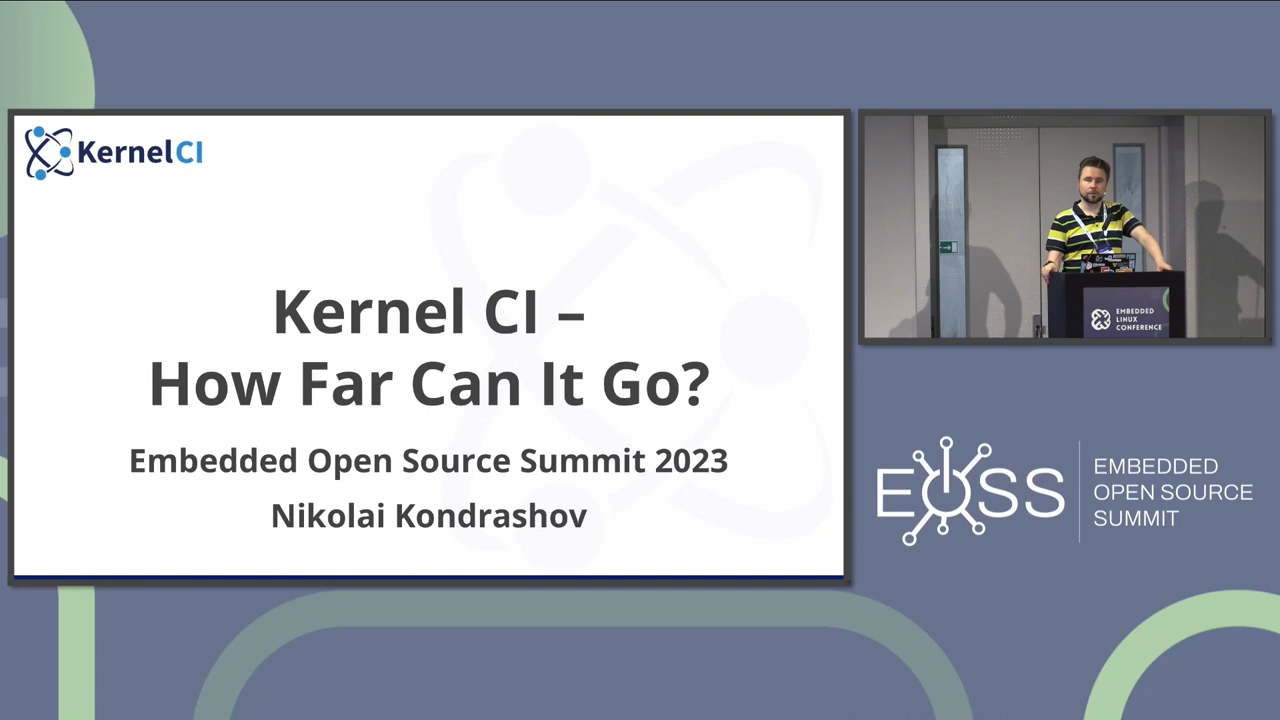 KernelCI
Kernel CI –
How Far Can It Go?
Embedded Open Source Summit 2023
Nikolai Kondrashov
EMBEDDED
LINUX
CONFERENCE
EOSS
EMBEDDED
OPEN SOURCE
SUMMIT